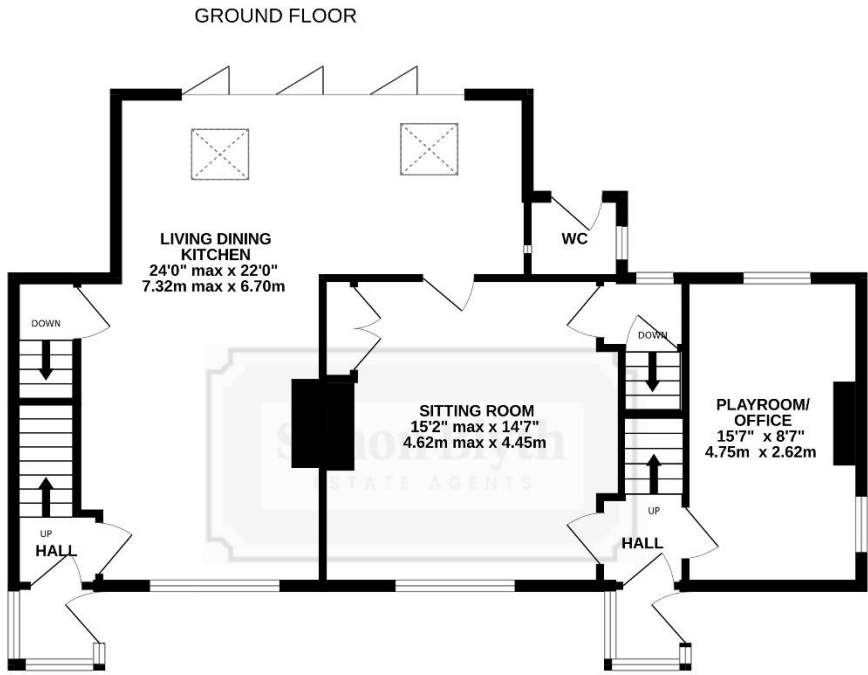 GROUND FLOOR
WC
LIVING DINING
KITCHEN
24'0" max x 22'0"
7.32m max x 6.70m
DOWN
DOWN
SITTING ROOM
15'2" max x 14'7"
4.62m max x 4.45m
PLAYROOM/
OFFICE
15'7" x 8'7"
4.75m x 2.62m
ESTATE AGENTS
UP
HALL
UP
HALL